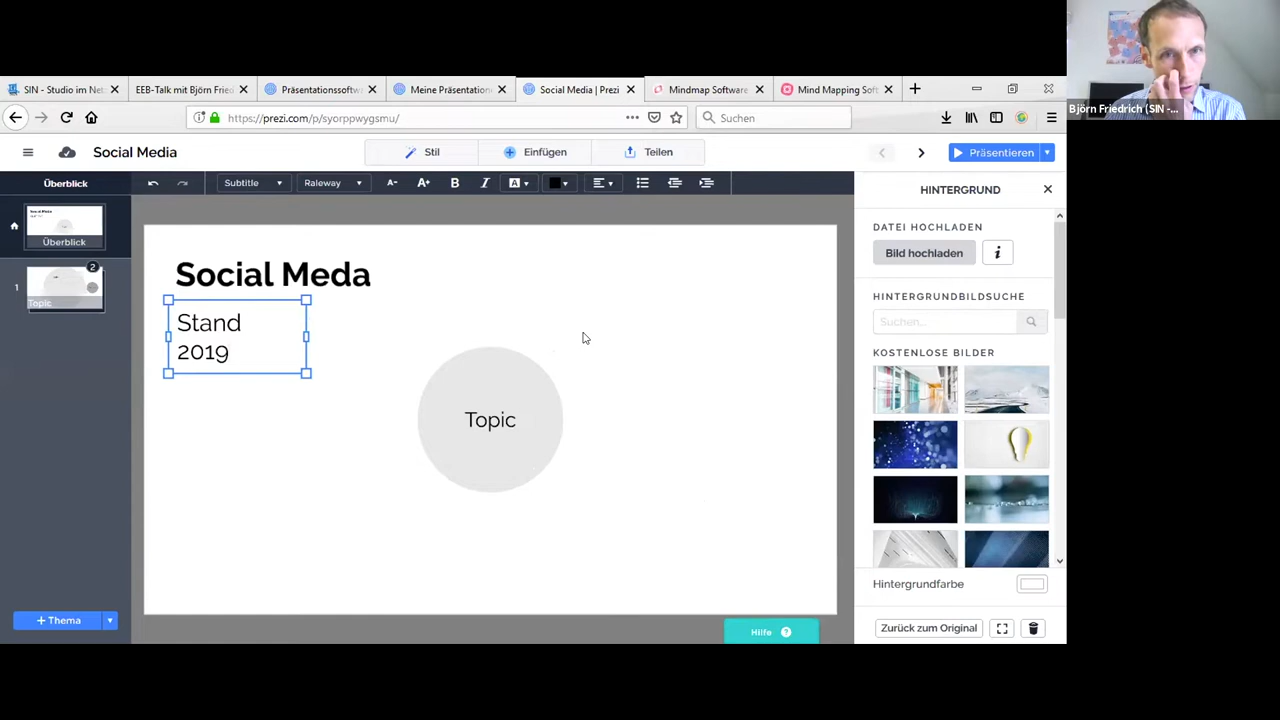 Björn Friedrich (SIN -...
SIN - Studio im Net
EEB-Talk mit Björn Fried
Präsentationssoftw
Meine Präsentation
Social Media | Prezi
Mindmap Software
Mind Mapping Sof
https://prezi.com/p/syorppwygsmu/
Suchen
Social Media
Stil
Einfügen
Teilen
Präsentieren
Überblick
Subtitle
Raleway
A-
A+
B
I
A
HINTERGRUND
DATEI HOCHLADEN
Bild hochladen
i
HINTERGRUNDBILDSUCHE
Suchen...
KOSTENLOSE BILDER
Überblick
2
1
Topic
Social Meda
Stand
2019
Topic
Hintergrundfarbe
Zurück zum Original
+ Thema
Hilfe ?